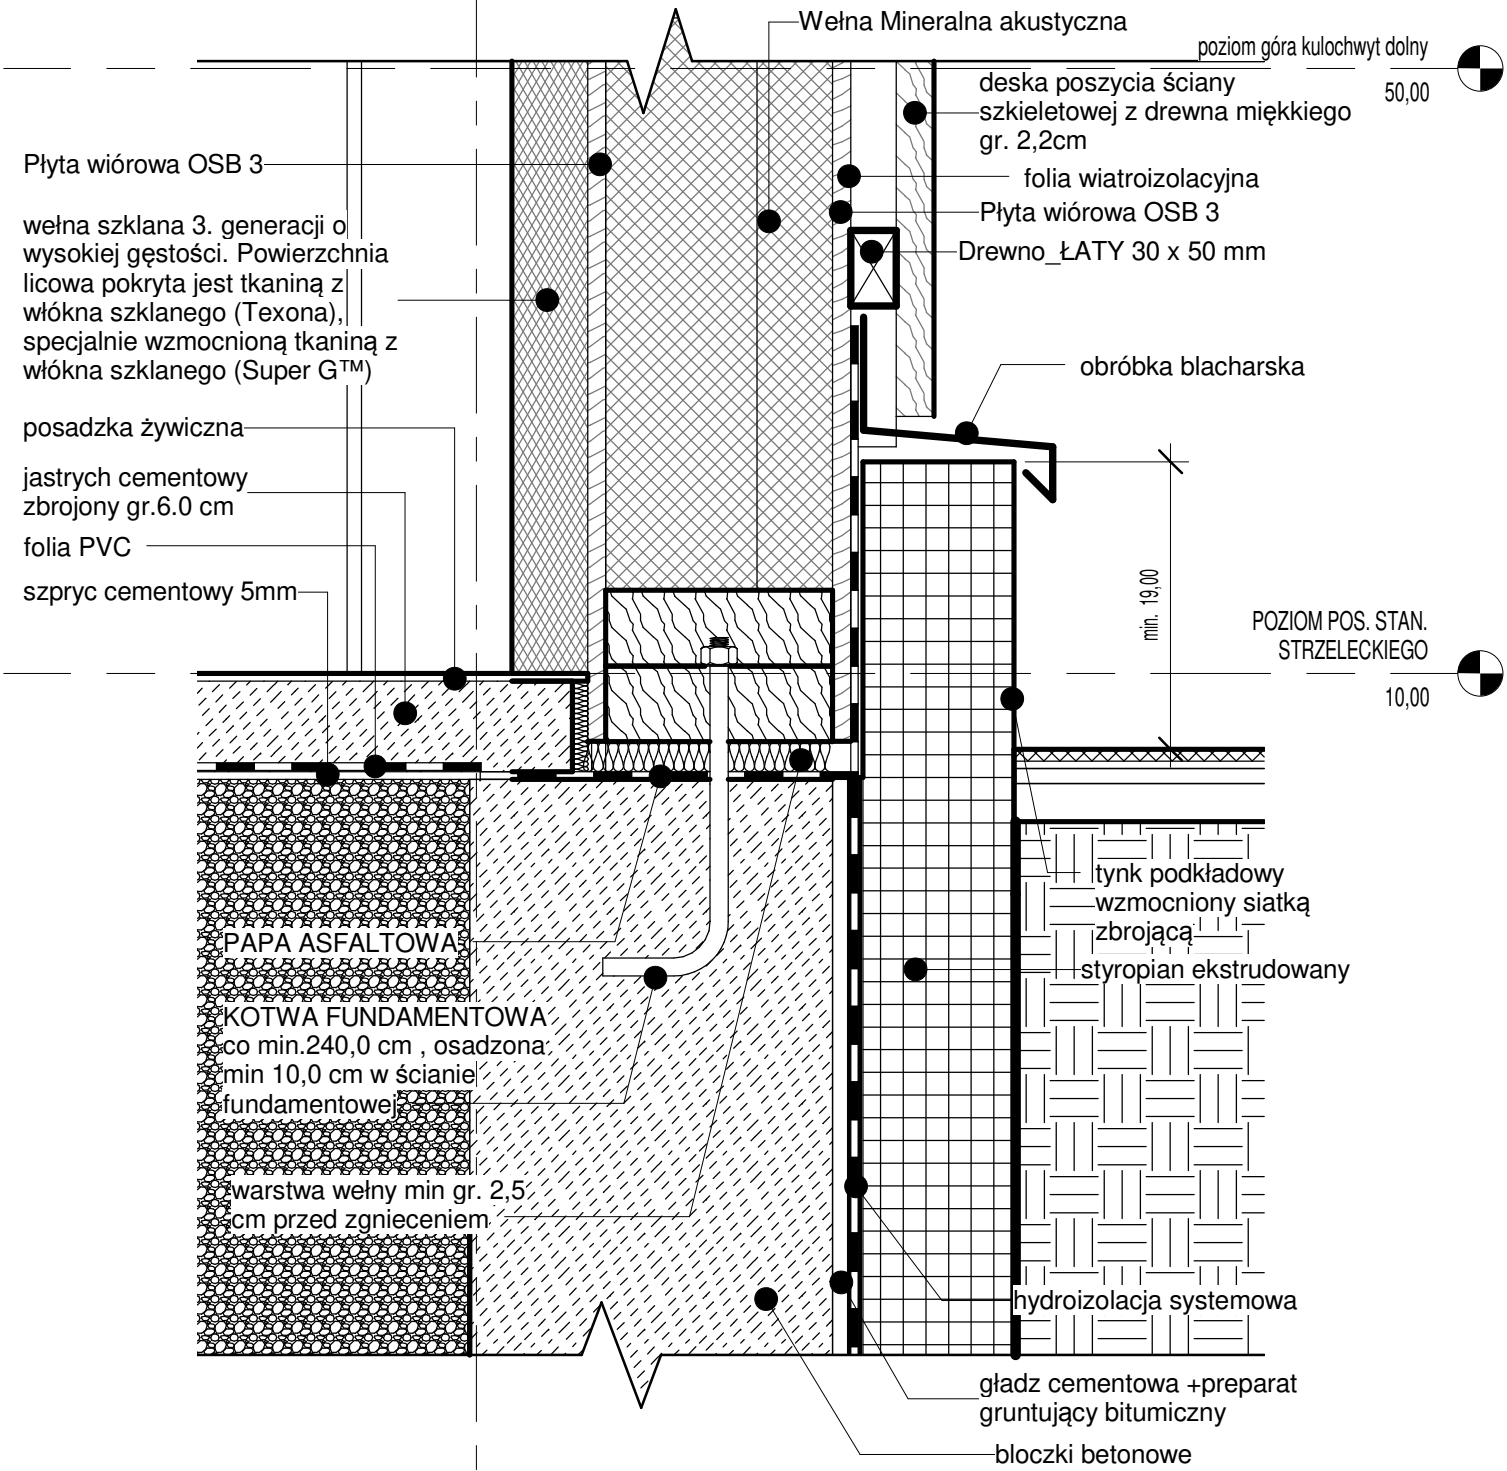 Wełna Mineralna akustyczna
poziom góra kulochwyt dolny
50,00
deska poszycia ściany
szkieletowej z drewna miękkiego
gr. 2,2cm
Płyta wiórowa OSB 3
folia wiatroizolacyjna
Płyta wiórowa OSB 3
Drewno_ŁATY 30 x 50 mm
wełna szklana 3. generacji o
wysokiej gęstości. Powierzchnia
licowa pokryta jest tkaniną z
włókna szklanego (Texona),
specjalnie wzmocnioną tkaniną z
włókna szklanego (Super G™)
obróbka blacharska
posadzka żywiczna
jastrych cementowy
zbrojony gr.6.0 cm
folia PVC
szpryc cementowy 5mm
min. 19,00
POZIOM POS. STAN.
STRZELECKIEGO
10,00
tynk podkładowy
wzmocniony siatką
zbrojącą
styropian ekstrudowany
PAPA ASFALTOWA
KOTWA FUNDAMENTOWA
co min.240,0 cm , osadzona
min 10,0 cm w ścianie
fundamentowej
warstwa wełny min gr. 2,5
cm przed zgnieceniem
hydroizolacja systemowa
gładz cementowa +preparat
gruntujący bitumiczny
bloczki betonowe